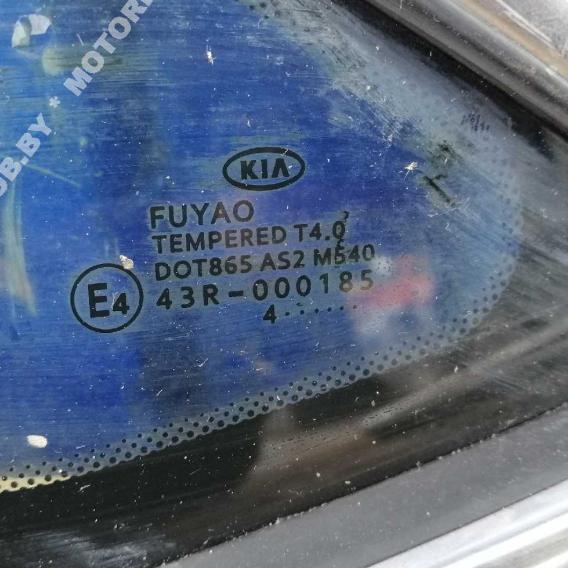 OB.BY * MOTOR
KIA
FUYAO
TEMPERED T4.0
DOT865 AS2 M540
E4
43R-000185
4......